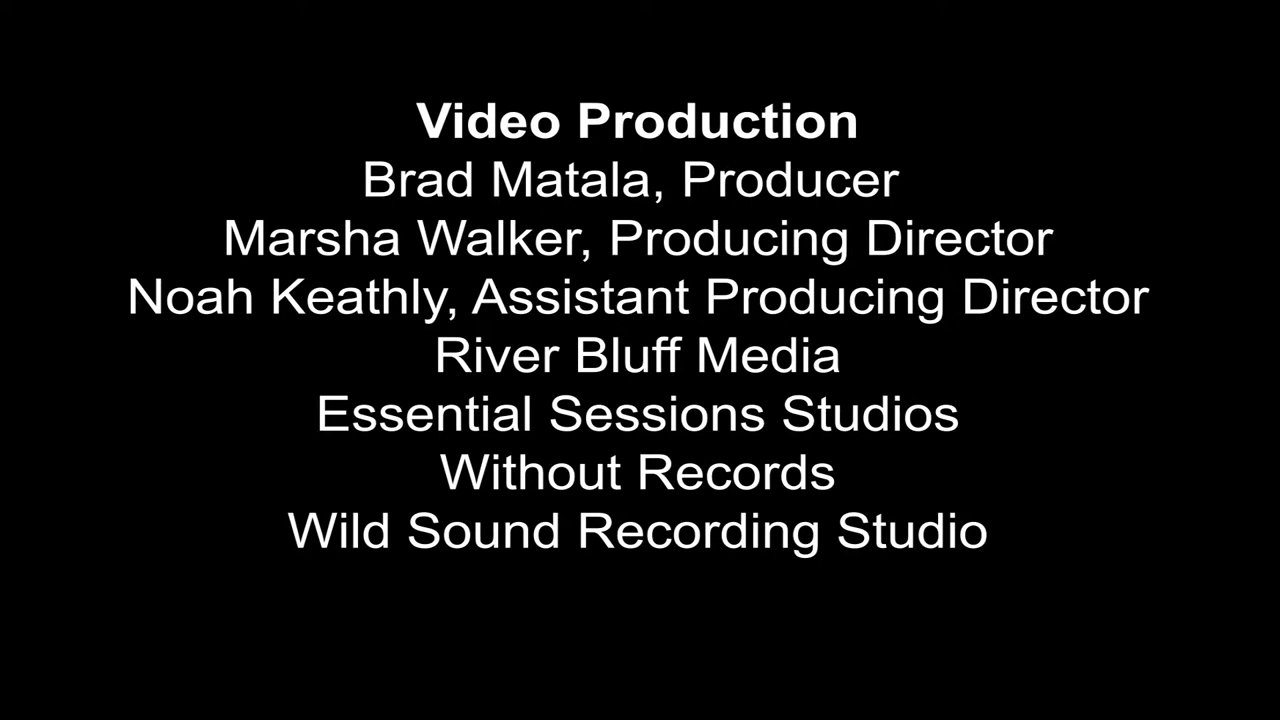 Video Production
Brad Matala, Producer
Marsha Walker, Producing Director
Noah Keathly, Assistant Producing Director
River Bluff Media
Essential Sessions Studios
Without Records
Wild Sound Recording Studio